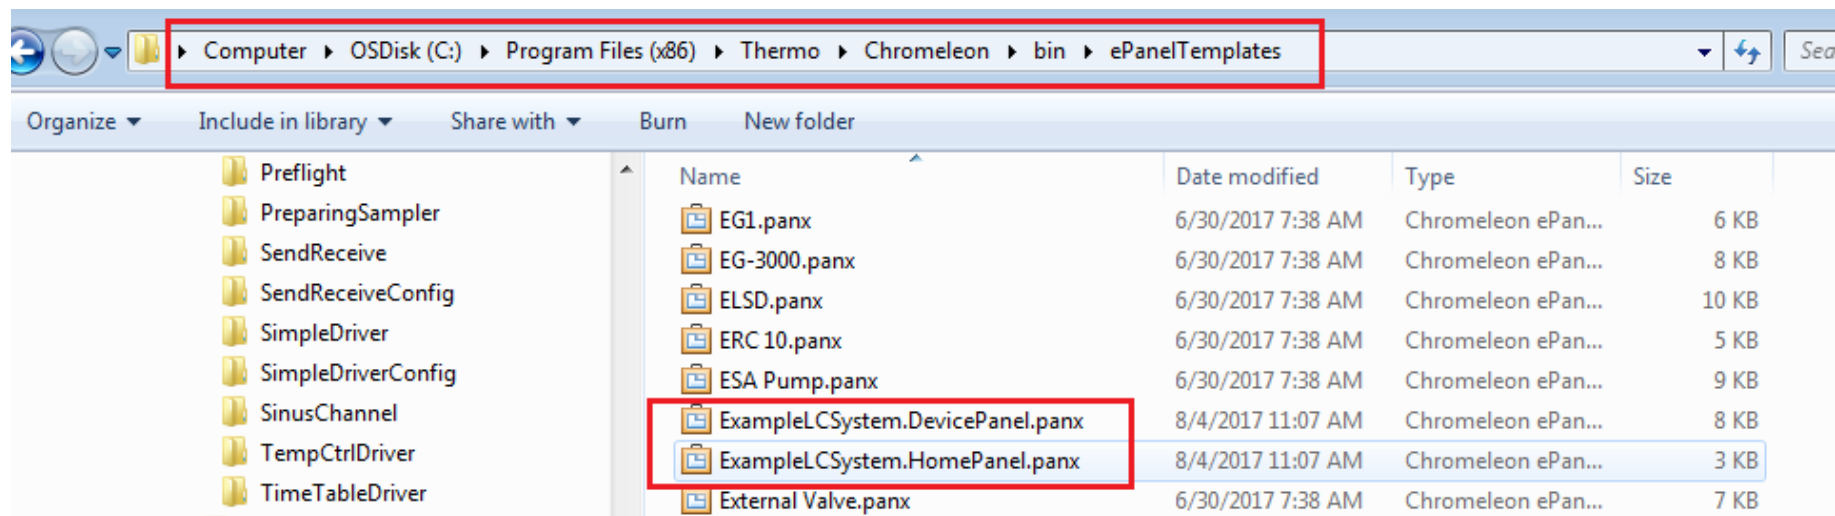 Computer OSDisk (C:) Program Files (x86) Thermo Chromeleon bin ePanelTemplates
Organize Include in library Share with Burn New folder
Preflight
PreparingSampler
SendReceive
SendReceiveConfig
SimpleDriver
SimpleDriverConfig
SinusChannel
TempCtrlDriver
TimeTableDriver
Name Date modified Type Size
EG1.panx 6/30/2017 7:38 AM Chromeleon ePan... 6 KB
EG-3000.panx 6/30/2017 7:38 AM Chromeleon ePan... 8 KB
ELSD.panx 6/30/2017 7:38 AM Chromeleon ePan... 10 KB
ERC 10.panx 6/30/2017 7:38 AM Chromeleon ePan... 5 KB
ESA Pump.panx 6/30/2017 7:38 AM Chromeleon ePan... 9 KB
ExampleLCSystem.DevicePanel.panx 8/4/2017 11:07 AM Chromeleon ePan... 8 KB
ExampleLCSystem.HomePanel.panx 8/4/2017 11:07 AM Chromeleon ePan... 3 KB
External Valve.panx 6/30/2017 7:38 AM Chromeleon ePan... 7 KB